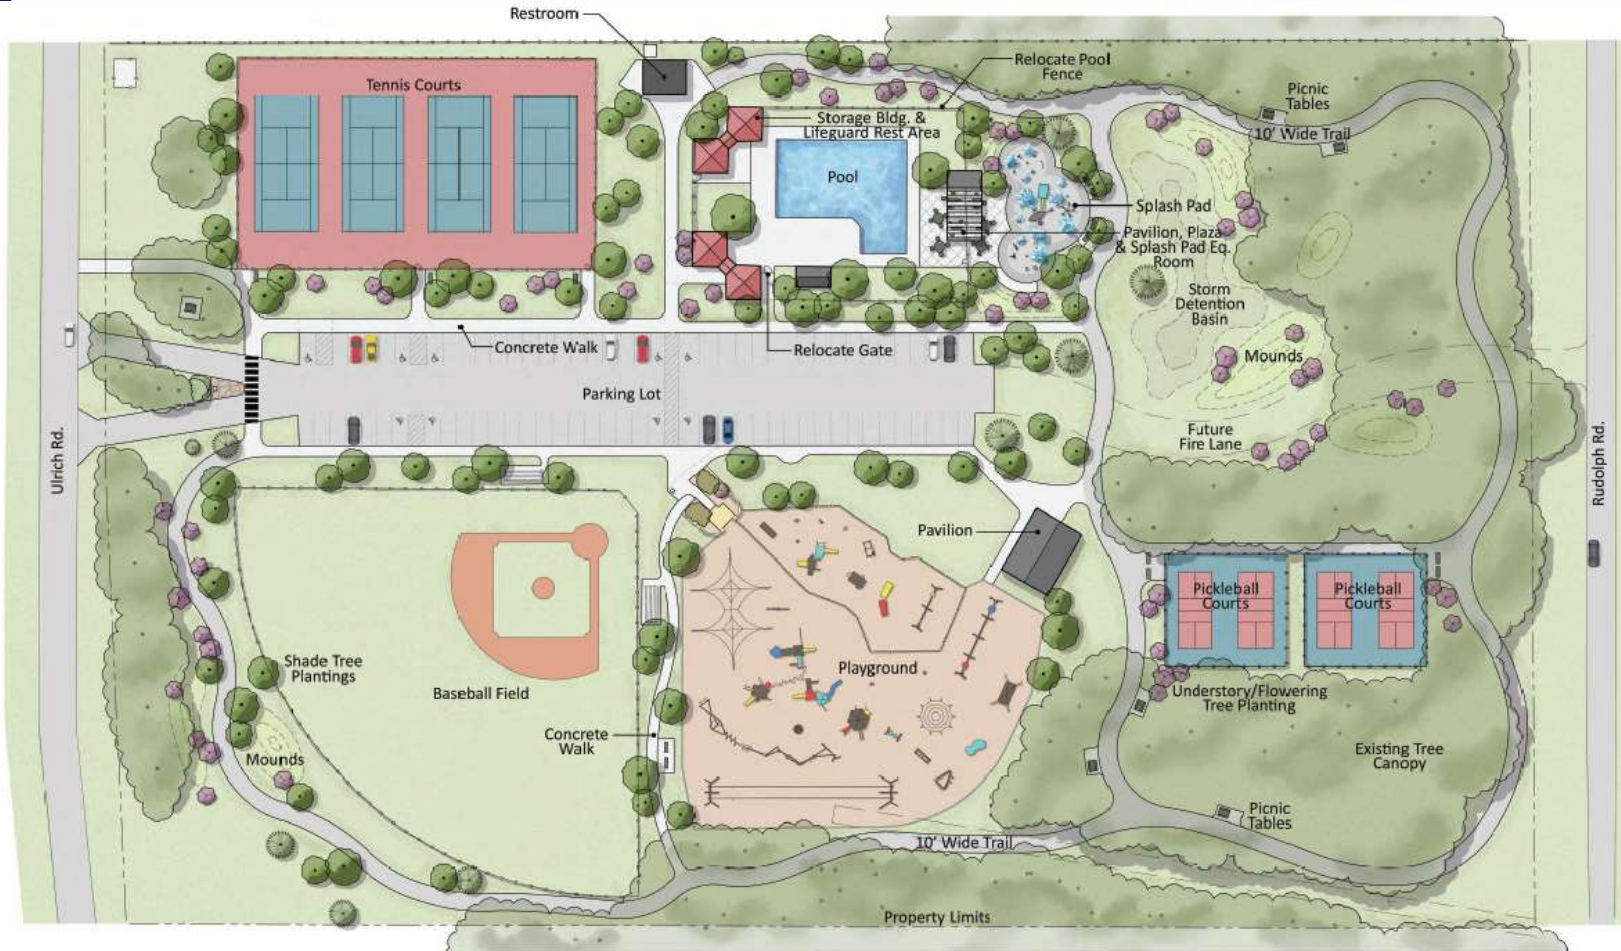 Restroom
Tennis Courts
Relocate Pool
Fence
Picnic
Tables
10' Wide Trail
Storage Bldg. &
Lifeguard Rest Area
Pool
Splash Pad
Pavilion, Plaza
& Splash Pad Eq.
Room
Storm
Detention
Basin
Concrete Walk
Relocate Gate
Mounds
Parking Lot
Future
Fire Lane
Ulrich Rd.
Rudolph Rd.
Pavilion
Pickleball
Courts
Pickleball
Courts
Shade Tree
Plantings
Baseball Field
Playground
Understory/Flowering
Tree Planting
Concrete
Walk
Mounds
Existing Tree
Canopy
Picnic
Tables
10' Wide Trail
Property Limits